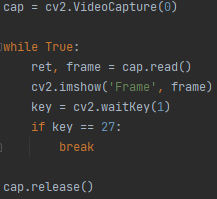 cap = cv2.VideoCapture(0)
while True:
    ret, frame = cap.read()
    cv2.imshow('Frame', frame)
    key = cv2.waitKey(1)
    if key == 27:
        break
cap.release()